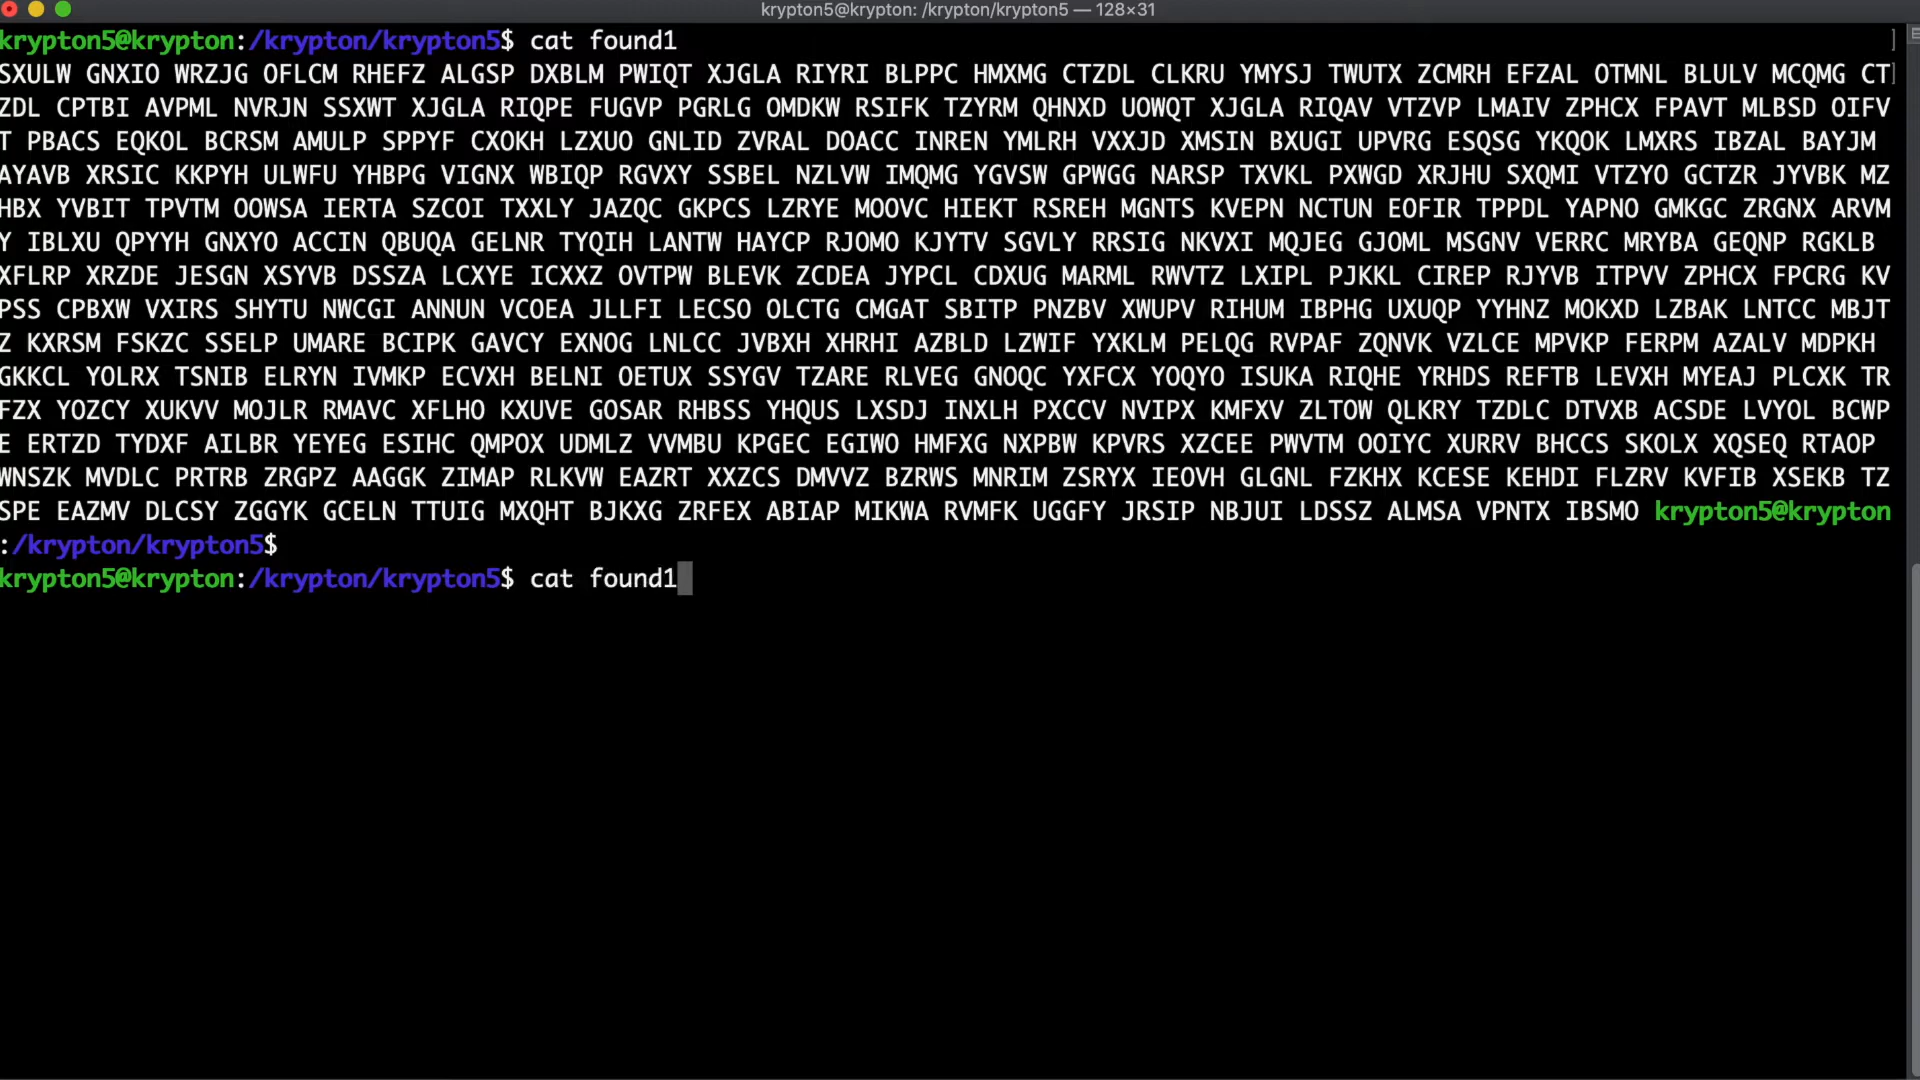 krypton5@krypton: /krypton/krypton5 — 128×31
krypton5@krypton:/krypton/krypton5$ cat found1
SXULW GNXIO WRZJG OFLCM RHEFZ ALGSP DXBLM PWIQT XJGLA RIYRI BLPPC HMXMG CTZDL CLKRU YMYSJ TWUTX ZCMRH EFZAL OTMNL BLULV MCQMG CT
ZDL CPTBI AVPML NVRJN SSXWT XJGLA RIQPE FUGVP PGRLG OMDKW RSIFK TZYRM QHNXD UOWQT XJGLA RIQAV VTZVP LMAIV ZPHCX FPAVT MLBSD OIFV
T PBACS EQKOL BCRSM AMULP SPPYF CXOKH LZXUO GNLID ZVRAL DOACC INREN YMLRH VXXJD XMSIN BXUGI UPVRG ESQSG YKQOK LMXRS IBZAL BAYJM
AYAVB XRSIC KKPYH ULWFU YHBPG VIGNX WBIQP RGVXY SSBEL NZLVW IMQMG YGVSW GPWGG NARSP TXVKL PXWGD XRJHU SXQMI VTZYO GCTZR JYVBK MZ
HBX YVBIT TPVTM OOWSA IERTA SZCOI TXXLY JAZQC GKPCS LZRYE MOOVC HIEKT RSREH MGNTS KVEPN NCTUN EOFIR TPPDL YAPNO GMKGC ZRGNX ARVM
Y IBLXU QPYYH GNXYO ACCIN QBUQA GELNR TYQIH LANTW HAYCP RJOMO KJYTV SGVLY RRSIG NKVXI MQJEG GJOML MSGNV VERRC MRYBA GEQNP RGKLB
XFLRP XRZDE JESGN XSYVB DSSZA LCXYE ICXXZ OVTPW BLEVK ZCDEA JYPCL CDXUG MARML RWVTZ LXIPL PJKKL CIREP RJYVB ITPVV ZPHCX FPCRG KV
PSS CPBXW VXIRS SHYTU NWCGI ANNUN VCOEA JLLFI LECSO OLCTG CMGAT SBITP PNZBV XWUPV RIHUM IBPHG UXUQP YYHNZ MOKXD LZBAK LNTCC MBJT
Z KXRSM FSKZC SSELP UMARE BCIPK GAVCY EXNOG LNLCC JVBXH XHRHI AZBLD LZWIF YXKLM PELQG RVPAF ZQNVK VZLCE MPVKP FERPM AZALV MDPKH
GKKCL YOLRX TSNIB ELRYN IVMKP ECVXH BELNI OETUX SSYGV TZARE RLVEG GNOQC YXFCX YOQYO ISUKA RIQHE YRHDS REFTB LEVXH MYEAJ PLCXK TR
FZX YOZCY XUKVV MOJLR RMAVC XFLHO KXUVE GOSAR RHBSS YHQUS LXSDJ INXLH PXCCV NVIPX KMFXV ZLTOW QLKRY TZDLC DTVXB ACSDE LVYOL BCWP
E ERTZD TYDXF AILBR YEYEG ESIHC QMPOX UDMLZ VVMBU KPGEC EGIWO HMFXG NXPBW KPVRS XZCEE PWVTM OOIYC XURRV BHCCS SKOLX XQSEQ RTAOP
WNSZK MVDLC PRTRB ZRGPZ AAGGK ZIMAP RLKVW EAZRT XXZCS DMVVZ BZRWS MNRIM ZSRYX IEOVH GLGNL FZKHX KCESE KEHDI FLZRV KVFIB XSEKB TZ
SPE EAZMV DLCSY ZGGYK GCELN TTUIG MXQHT BJKXG ZRFEX ABIAP MIKWA RVMFK UGGFY JRSIP NBJUI LDSSZ ALMSA VPNTX IBSMO krypton5@krypton
:/krypton/krypton5$
krypton5@krypton:/krypton/krypton5$ cat found1